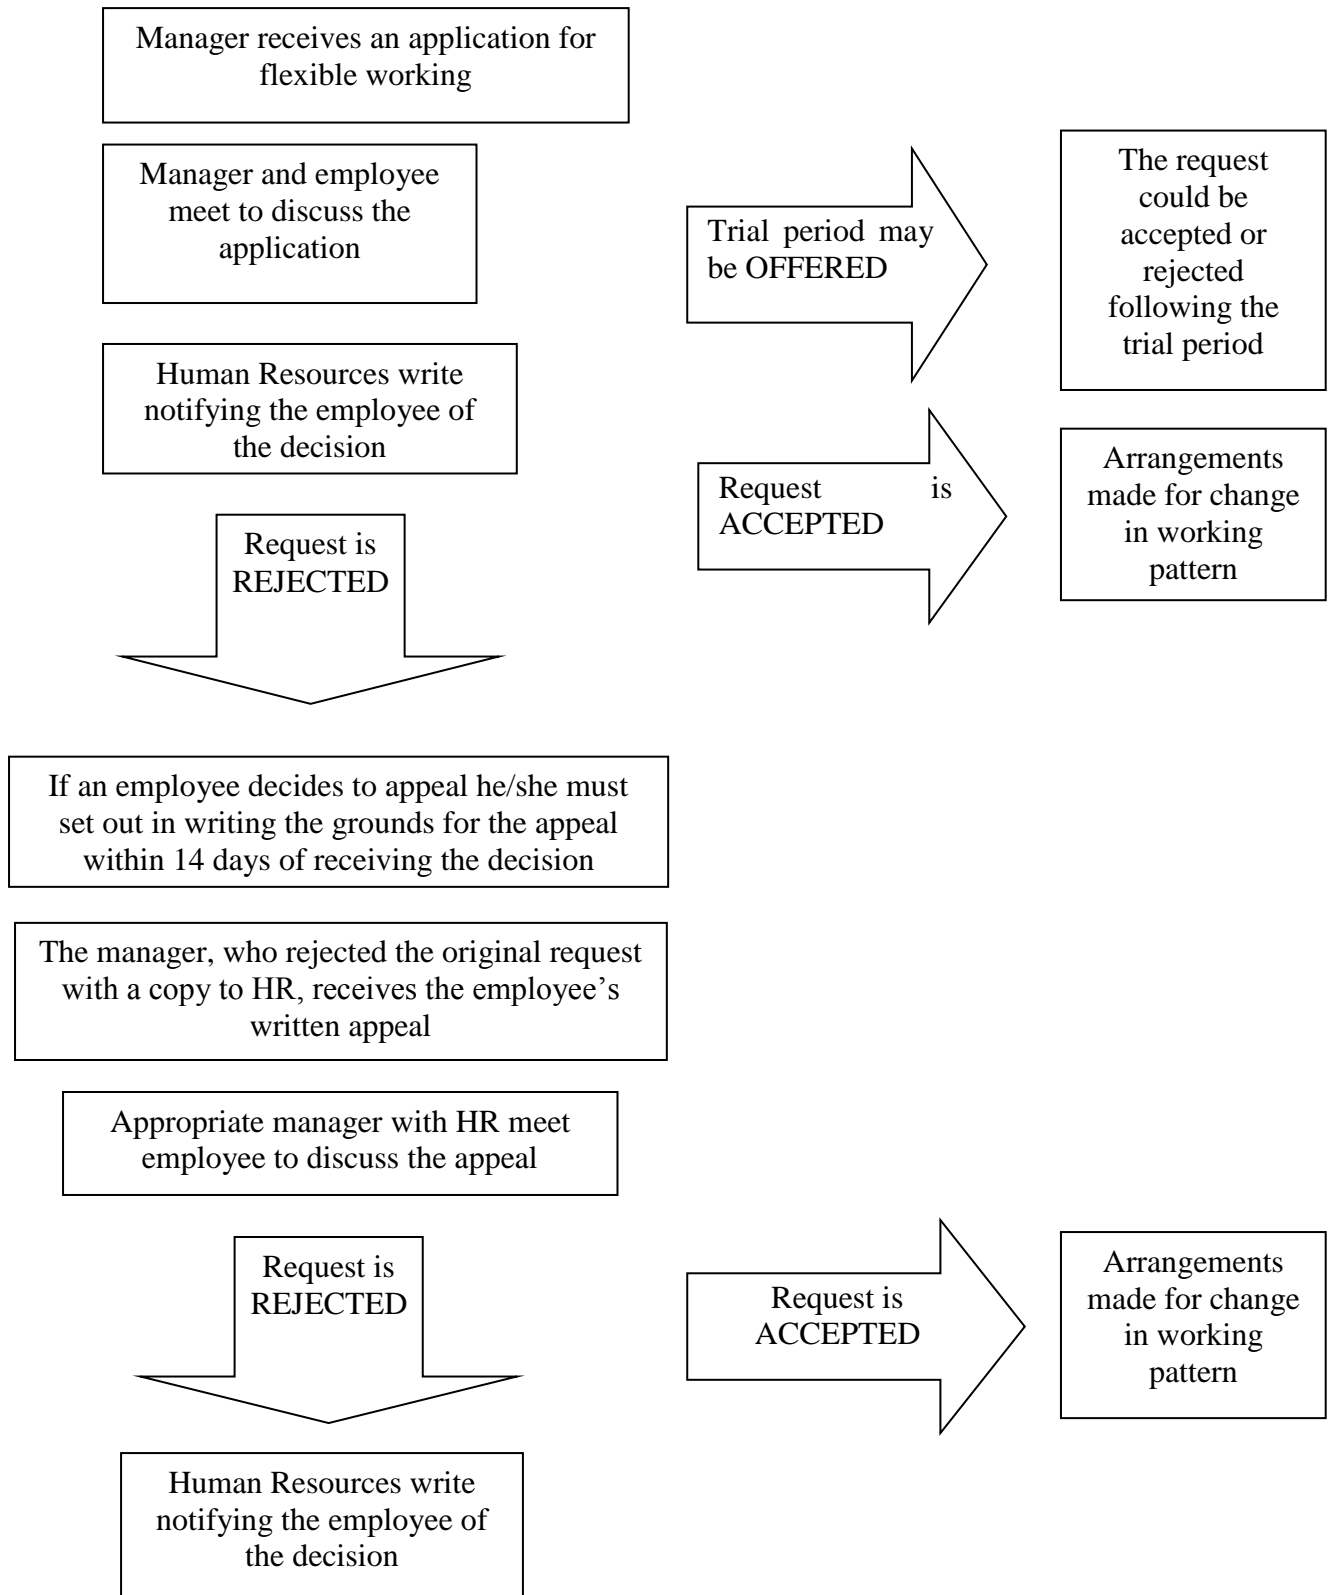 Manager receives an application for
flexible working
Manager and employee
meet to discuss the
application
Trial period may
be OFFERED
The request
could be
accepted or
rejected
following the
trial period
Human Resources write
notifying the employee of
the decision
Request is
ACCEPTED
Arrangements
made for change
in working
pattern
Request is
REJECTED
If an employee decides to appeal he/she must
set out in writing the grounds for the appeal
within 14 days of receiving the decision
The manager, who rejected the original request
with a copy to HR, receives the employee’s
written appeal
Appropriate manager with HR meet
employee to discuss the appeal
Request is
REJECTED
Request is
ACCEPTED
Arrangements
made for change
in working
pattern
Human Resources write
notifying the employee of
the decision